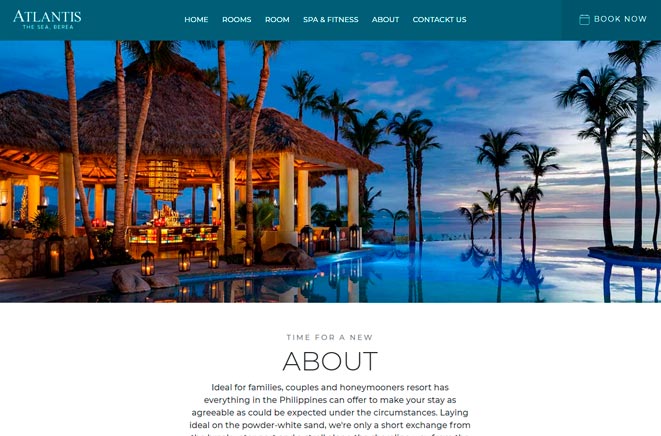 ATLANTIS
THE SEA, BEREA
HOME ROOMS ROOM SPA & FITNESS ABOUT CONTACKT US
BOOK NOW
TIME FOR A NEW
ABOUT
Ideal for families, couples and honeymooners resort has
everything in the Philippines can offer to make your stay as
agreeable as could be expected under the circumstances. Laying
ideal on the powder-white sand, we're only a short exchange from